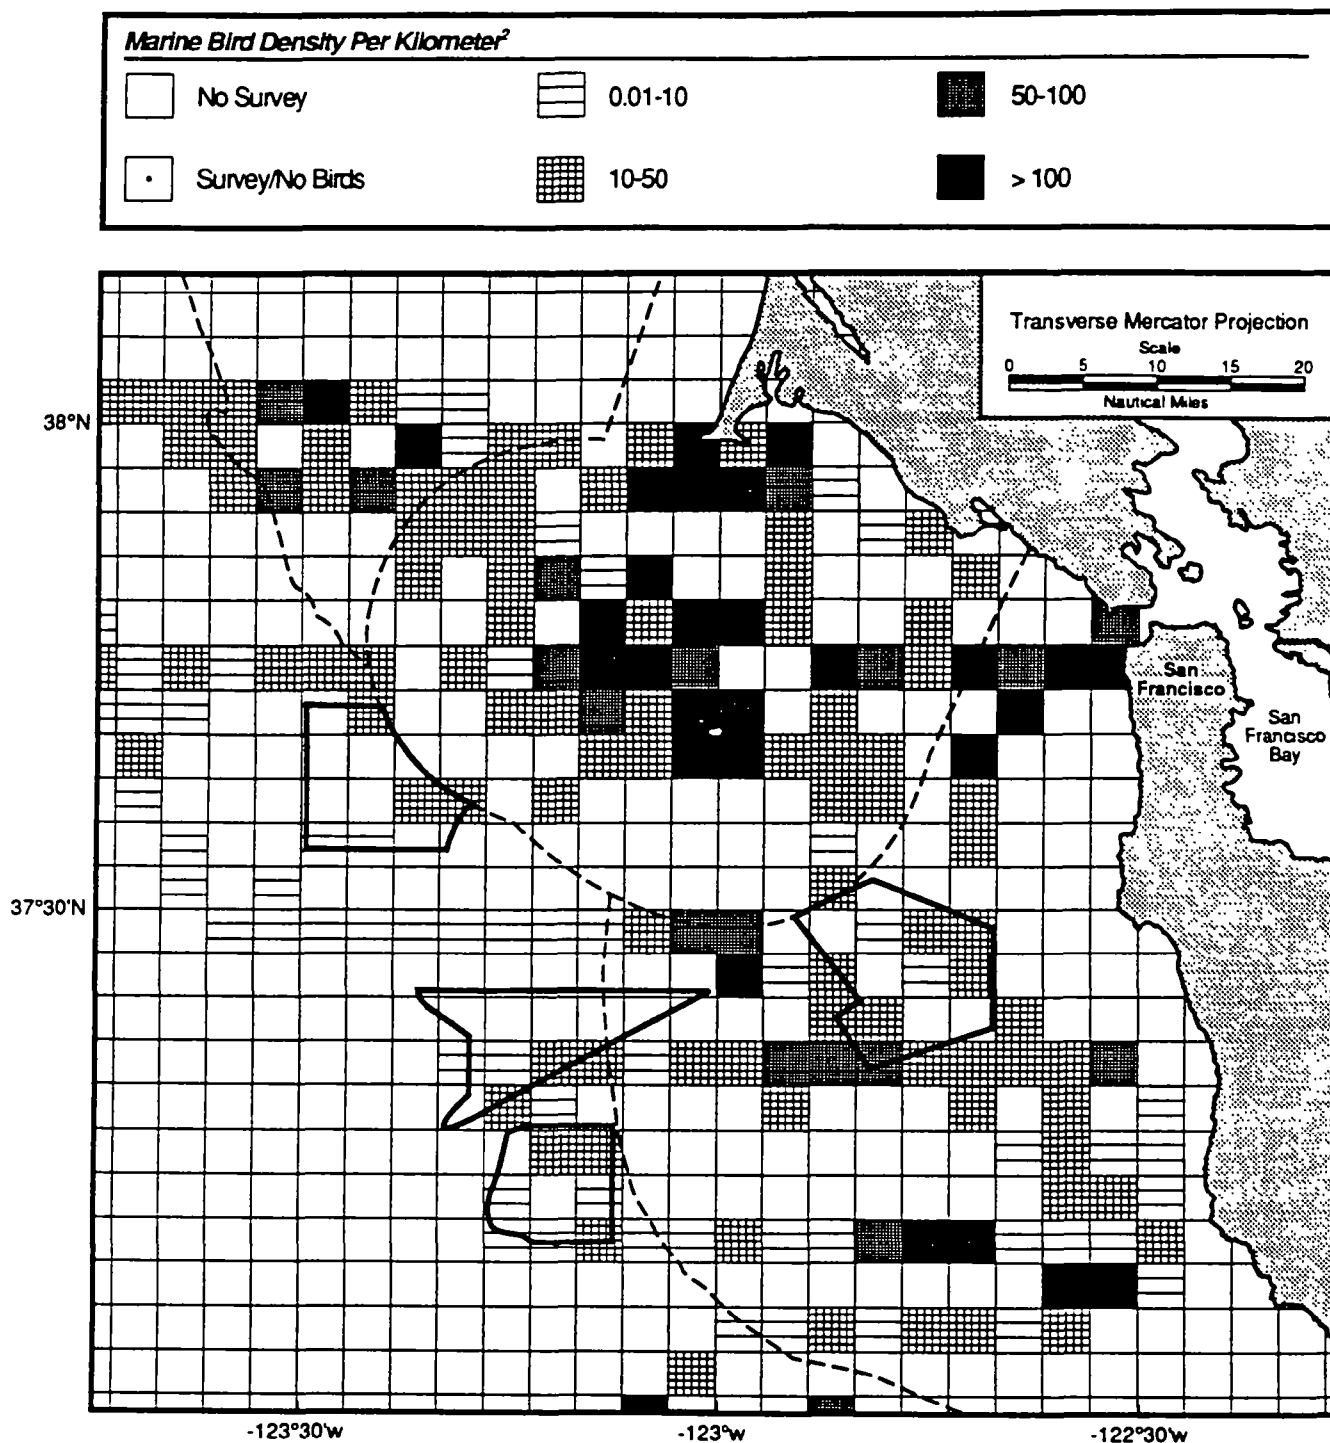 Marine Bird Density Per Kilometer²
No Survey
0.01-10
50-100
Survey/No Birds
10-50
> 100
Transverse Mercator Projection
Scale
0 5 10 15 20
Nautical Miles
38°N
San
Francisco
San
Francisco
Bay
37°30'N
-123°30'W
-123°W
-122°30'W